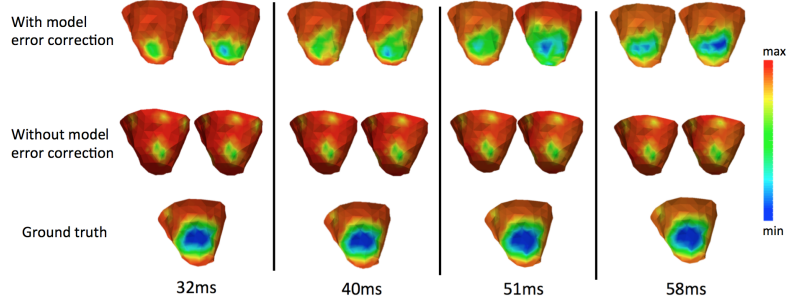 With model
error correction
max
Without model
error correction
Ground truth
min
32ms
40ms
51ms
58ms